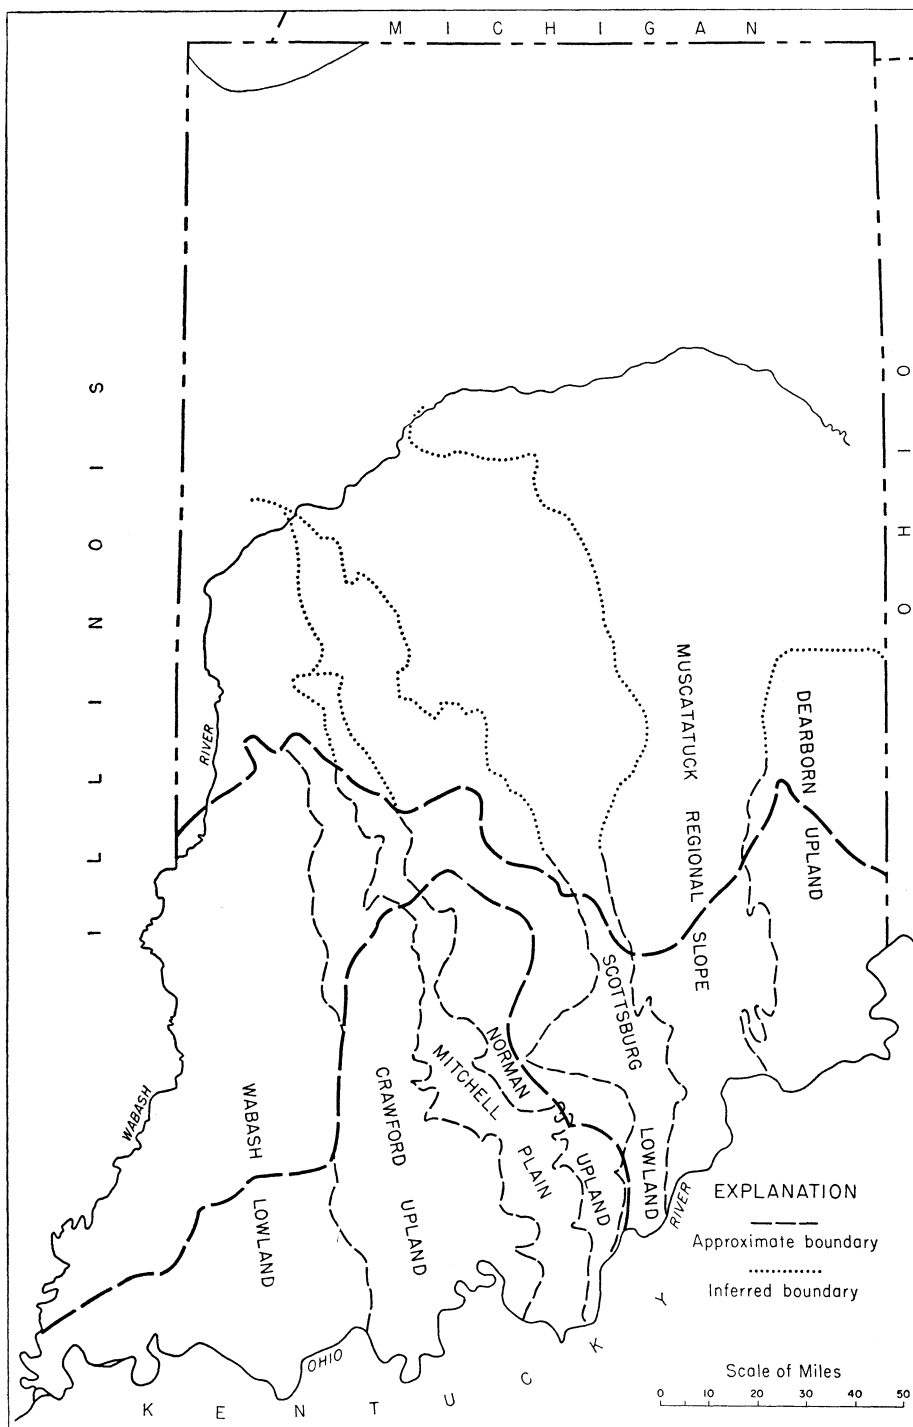 MICHIGAN
ILLINOIS
OHIO
MUSCATATUCK REGIONAL SLOPE
DEARBORN UPLAND
RIVER
WABASH
SCOTTSBURG LOWLAND
NORMAN UPLAND
MITCHELL PLAIN
CRAWFORD UPLAND
WABASH LOWLAND
RIVER
OHIO
KENTUCKY
EXPLANATION
Approximate boundary
Inferred boundary
Scale of Miles
0 10 20 30 40 50